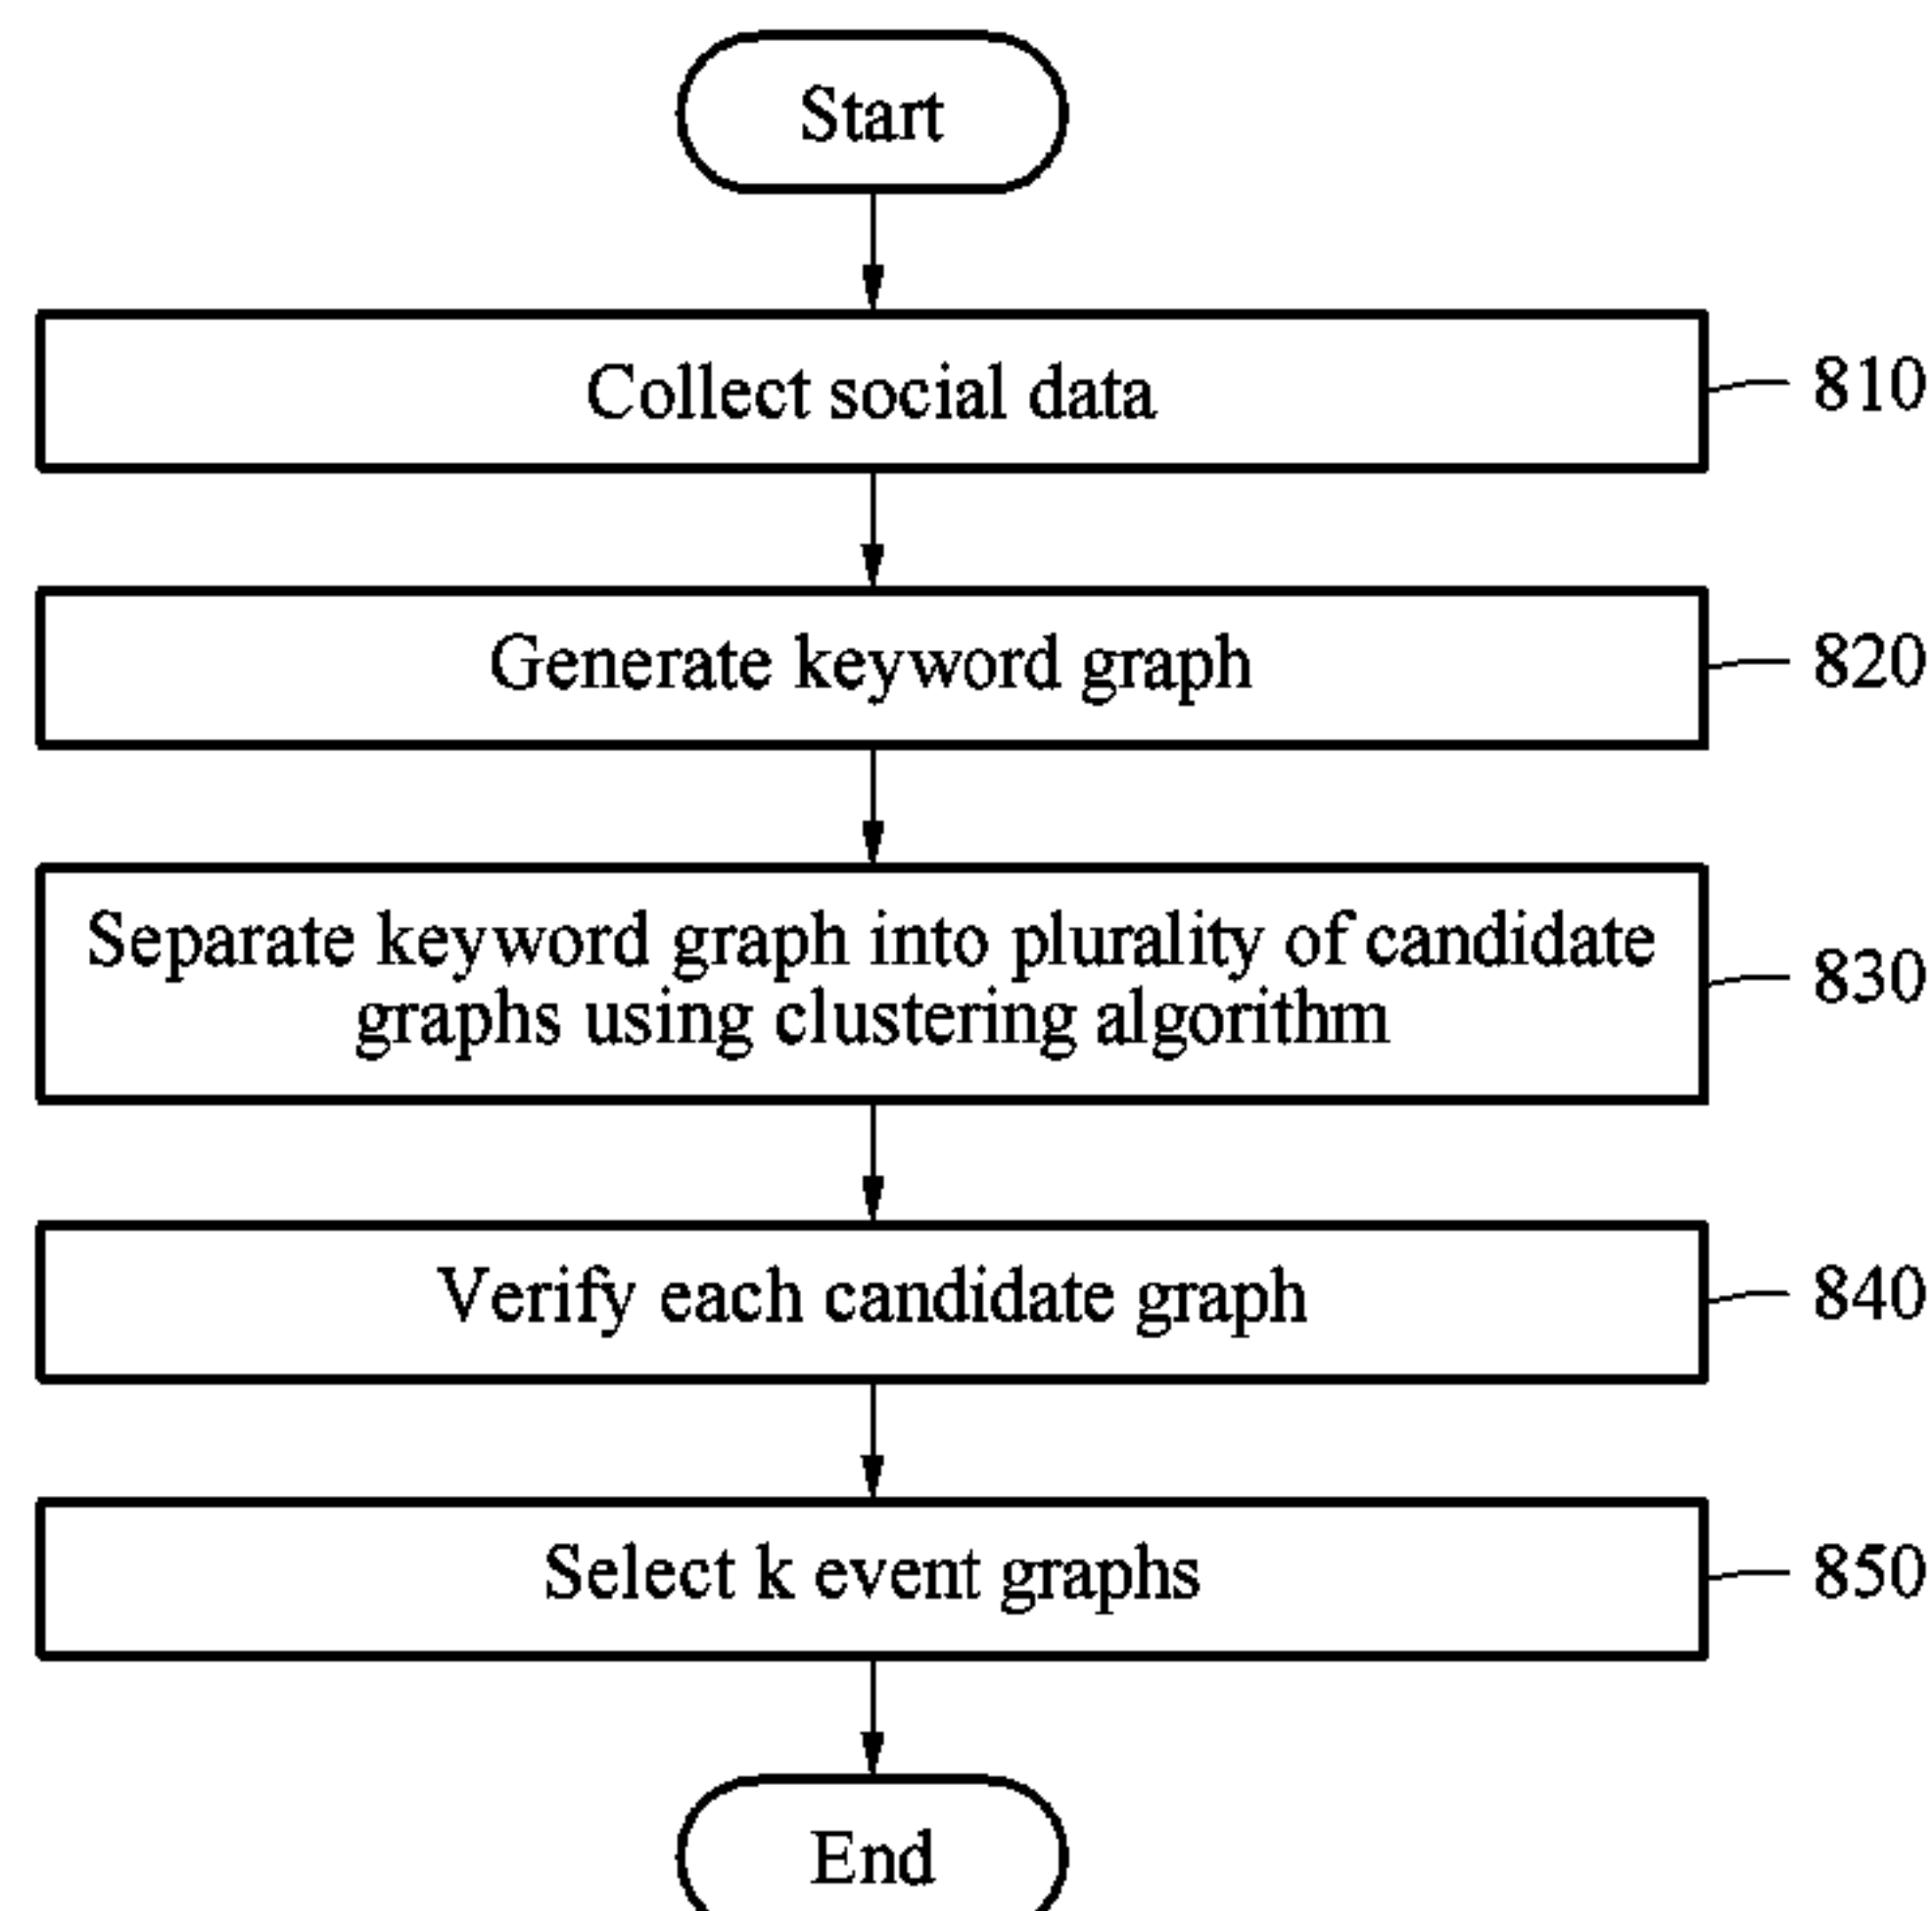 Start
Collect social data
810
Generate keyword graph
820
Separate keyword graph into plurality of candidate
graphs using clustering algorithm
830
Verify each candidate graph
840
Select k event graphs
850
End